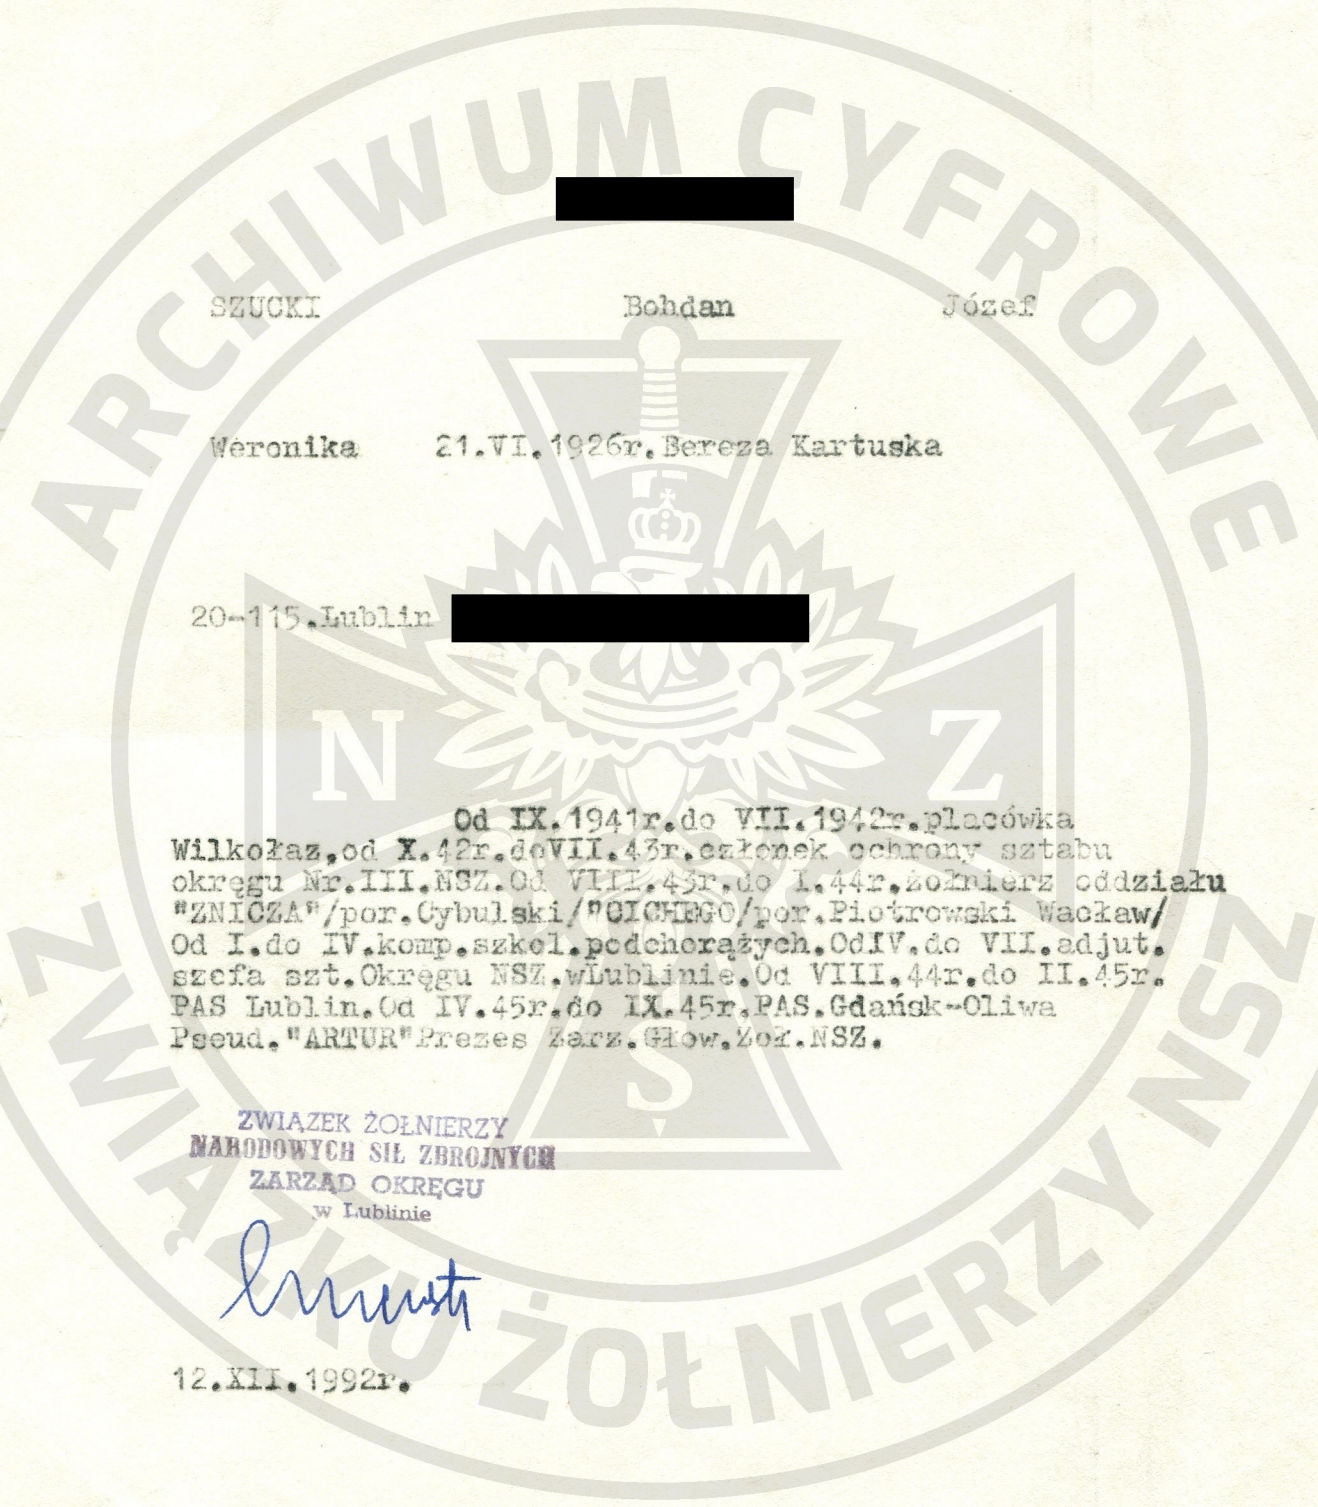 ARCHIWUM CYFROWE
SZUCKI Bohdan Józef
Weronika 21.VI.1926r.Bereza Kartuska
20-115.Lublin
N Z
Od IX.1941r.do VII.1942r.placówka
Wilkołaz,od X.42r.doVII.43r.członek ochrony sztabu
okręgu Nr.III.NSZ.Od VIII.43r.do I.44r.żołnierz oddziału
"ZNICZA"/por.Cybulski/"CICHEGO/por.Piotrowski Wacław/
Od I.do IV.komp.szkol.podchorążych.OdIV.do VII.adjut.
szefa szt.Okręgu NSZ.wLublinie.Od VIII.44r.do II.45r.
PAS Lublin.Od IV.45r.do IX.45r.PAS.Gdańsk-Oliwa
Pseud."ARTUR"Prezes Zarz.Głow.Żoł.NSZ.
S
ZWIĄZEK ŻOŁNIERZY
NARODOWYCH SIŁ ZBROJNYCH
ZARZĄD OKRĘGU
w Lublinie
12.XII.1992r.
ZWIĄZKU ŻOŁNIERZY NSZ